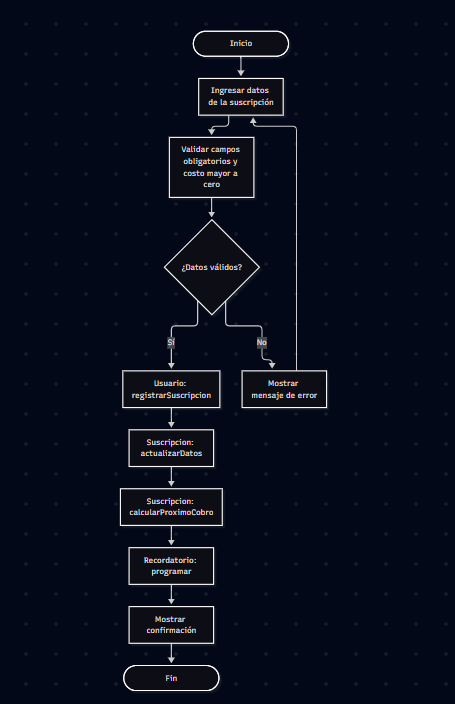 Inicio
Ingresar datos
de la suscripción
Validar campos
obligatorios y
costo mayor a
cero
¿Datos válidos?
Sí
No
Usuario:
registrarSuscripcion
Mostrar
mensaje de error
Suscripcion:
actualizarDatos
Suscripcion:
calcularProximoCobro
Recordatorio:
programar
Mostrar
confirmación
Fin